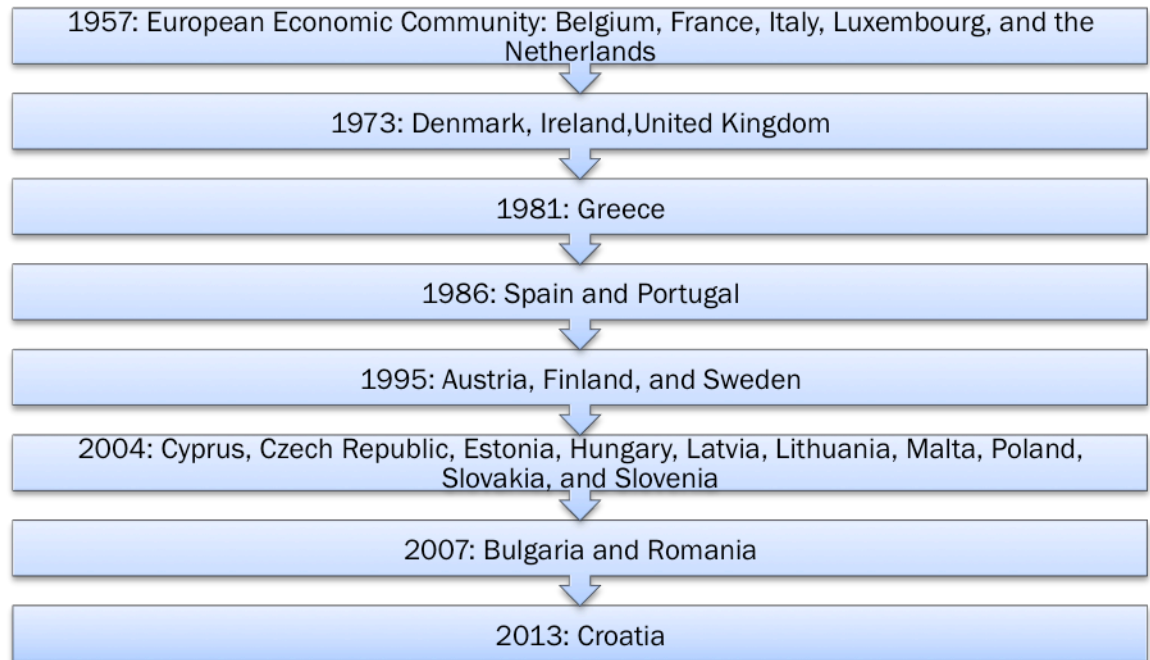 1957: European Economic Community: Belgium, France, Italy, Luxembourg, and the
Netherlands
1973: Denmark, Ireland,United Kingdom
1981: Greece
1986: Spain and Portugal
1995: Austria, Finland, and Sweden
2004: Cyprus, Czech Republic, Estonia, Hungary, Latvia, Lithuania, Malta, Poland,
Slovakia, and Slovenia
2007: Bulgaria and Romania
2013: Croatia